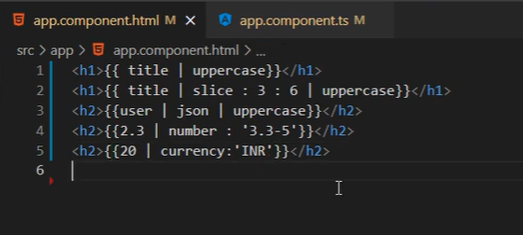 app.component.html M × app.component.ts M
src > app > app.component.html > ...
1 <h1>{{ title | uppercase}}</h1>
2 <h1>{{ title | slice : 3 : 6 | uppercase}}</h1>
3 <h2>{{user | json | uppercase}}</h2>
4 <h2>{{2.3 | number : '3.3-5'}}</h2>
5 <h2>{{20 | currency:'INR'}}</h2>
6